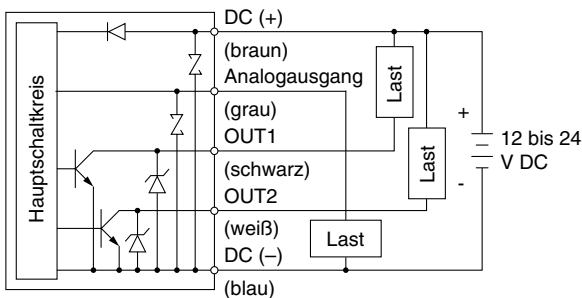 Hauptschaltkreis
DC (+)
(braun)
Analogausgang
(grau)
OUT1
(schwarz)
OUT2
(weiß)
DC (–)
(blau)
Last
Last
Last
+
12 bis 24
V DC
-